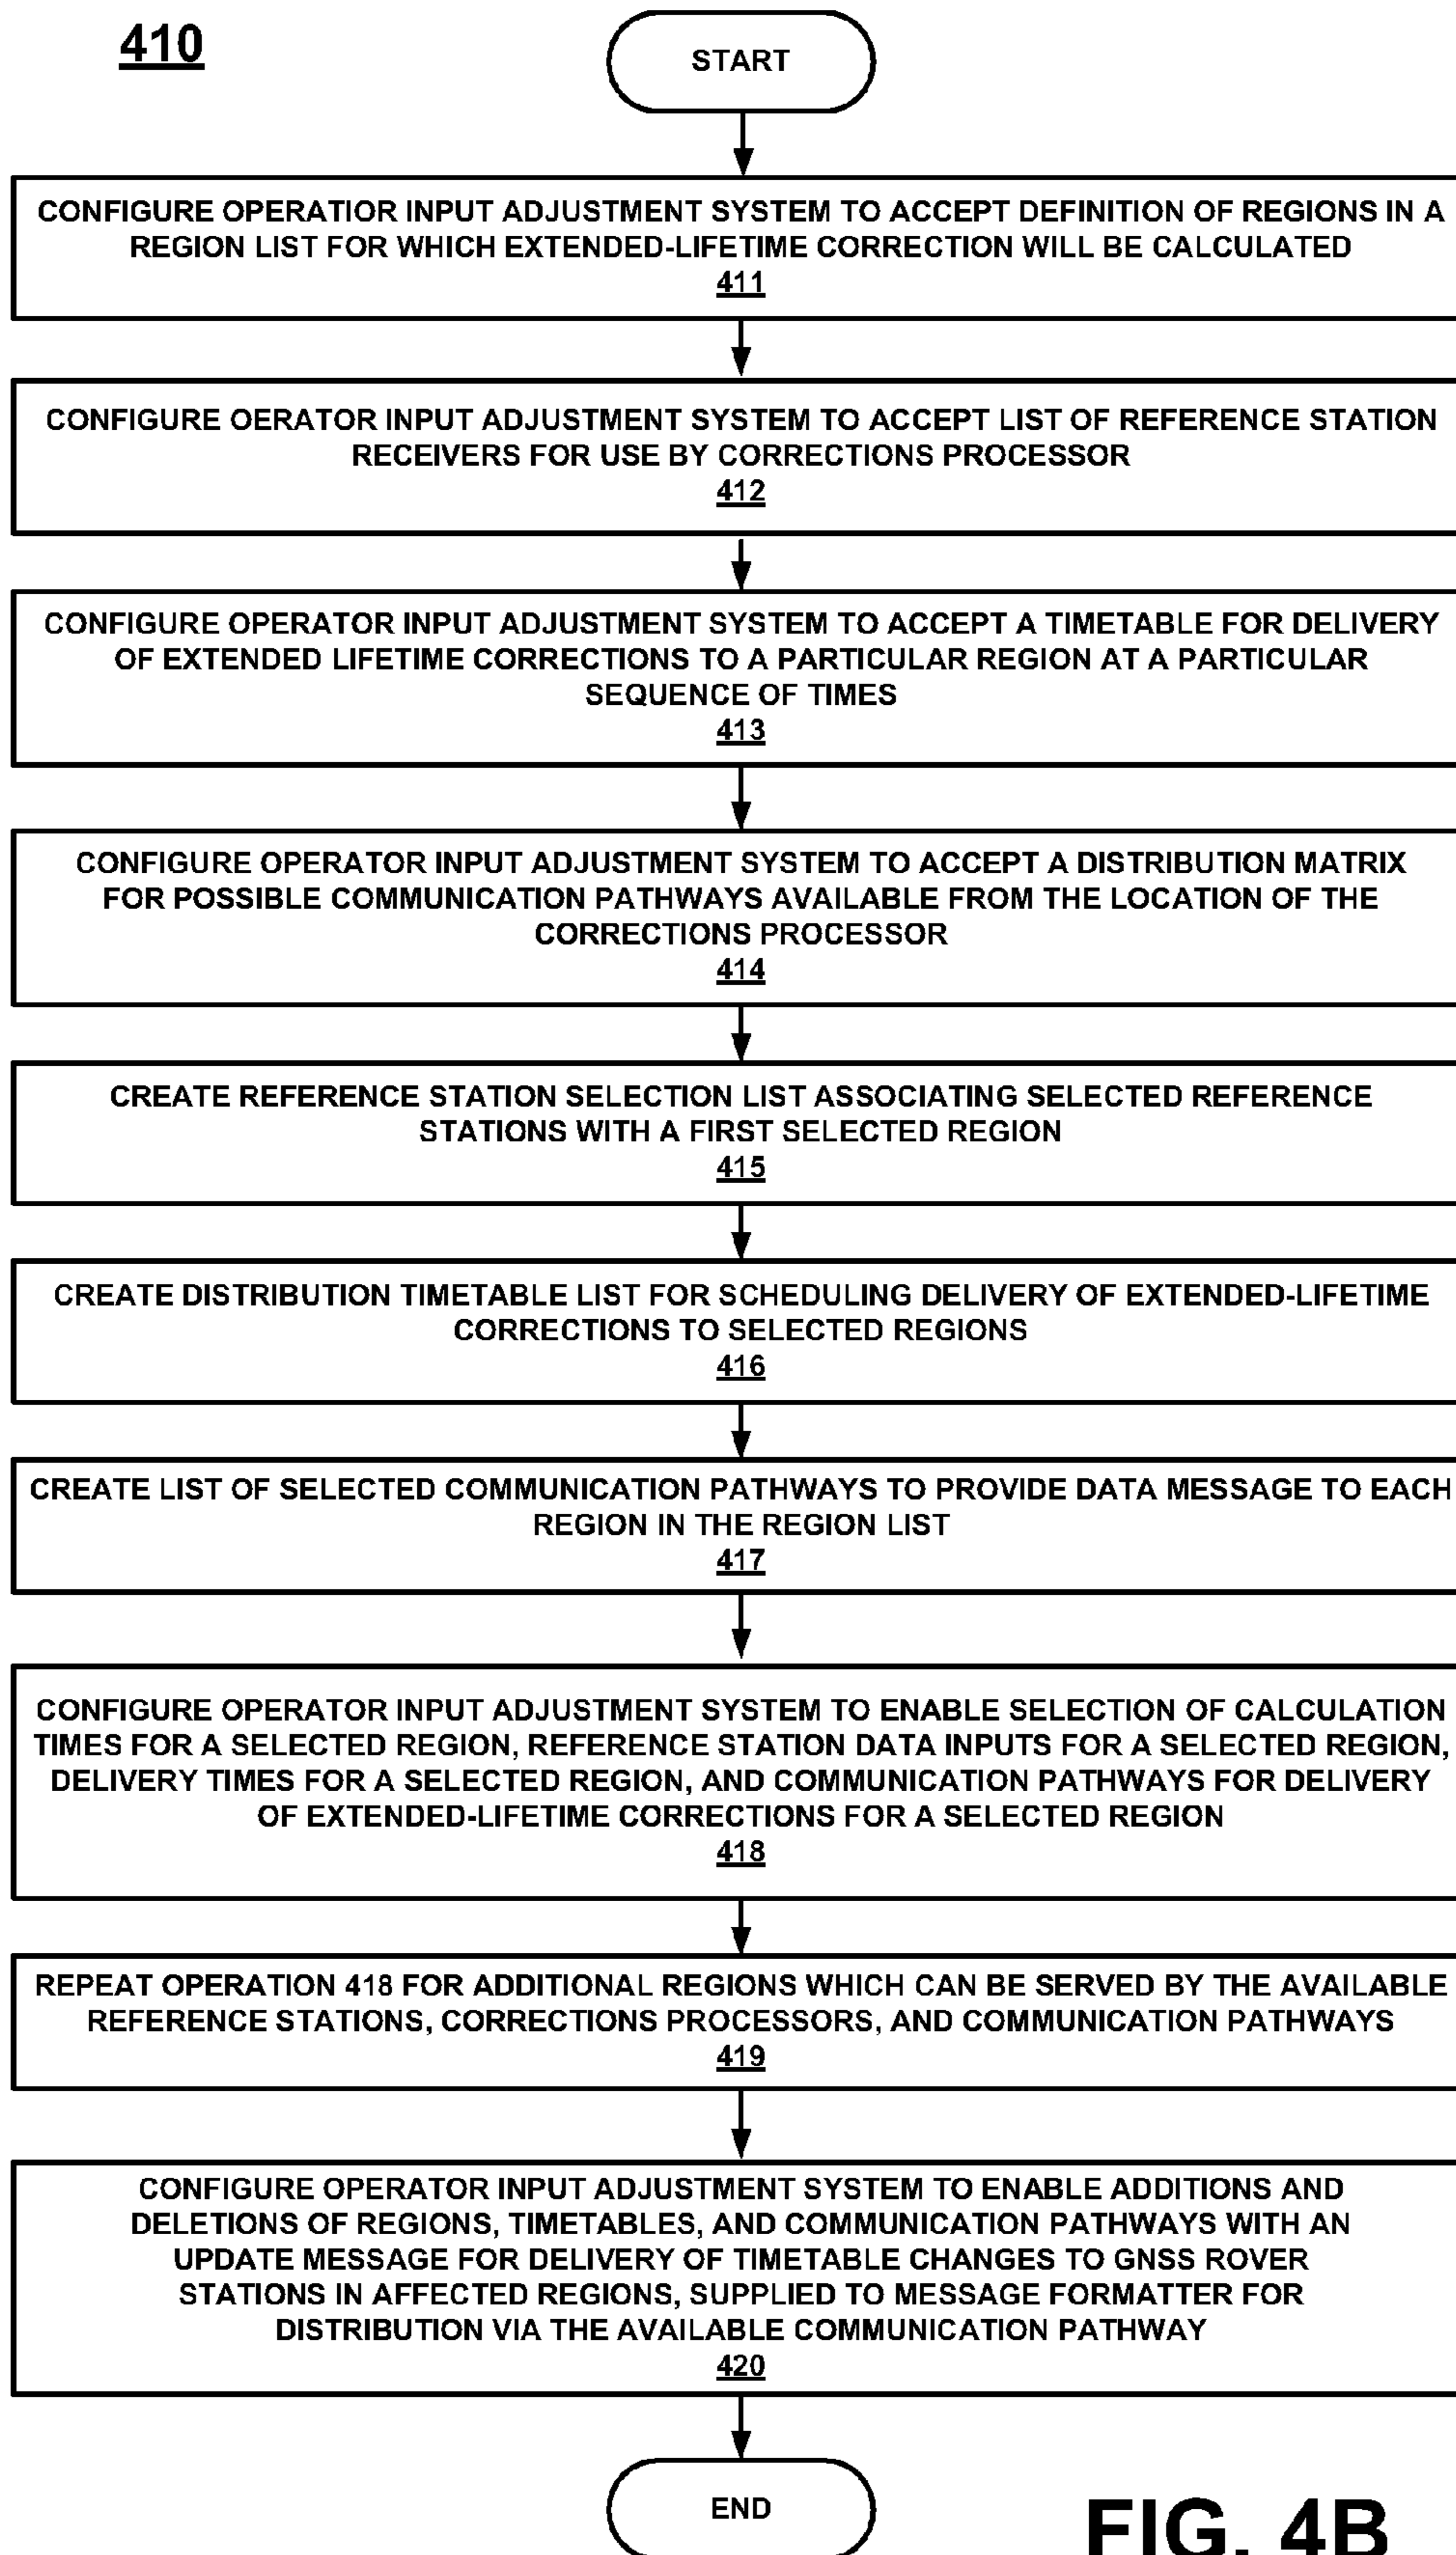 410
START
CONFIGURE OPERATIOR INPUT ADJUSTMENT SYSTEM TO ACCEPT DEFINITION OF REGIONS IN A
REGION LIST FOR WHICH EXTENDED-LIFETIME CORRECTION WILL BE CALCULATED
411
CONFIGURE OERATOR INPUT ADJUSTMENT SYSTEM TO ACCEPT LIST OF REFERENCE STATION
RECEIVERS FOR USE BY CORRECTIONS PROCESSOR
412
CONFIGURE OPERATOR INPUT ADJUSTMENT SYSTEM TO ACCEPT A TIMETABLE FOR DELIVERY
OF EXTENDED LIFETIME CORRECTIONS TO A PARTICULAR REGION AT A PARTICULAR
SEQUENCE OF TIMES
413
CONFIGURE OPERATOR INPUT ADJUSTMENT SYSTEM TO ACCEPT A DISTRIBUTION MATRIX
FOR POSSIBLE COMMUNICATION PATHWAYS AVAILABLE FROM THE LOCATION OF THE
CORRECTIONS PROCESSOR
414
CREATE REFERENCE STATION SELECTION LIST ASSOCIATING SELECTED REFERENCE
STATIONS WITH A FIRST SELECTED REGION
415
CREATE DISTRIBUTION TIMETABLE LIST FOR SCHEDULING DELIVERY OF EXTENDED-LIFETIME
CORRECTIONS TO SELECTED REGIONS
416
CREATE LIST OF SELECTED COMMUNICATION PATHWAYS TO PROVIDE DATA MESSAGE TO EACH
REGION IN THE REGION LIST
417
CONFIGURE OPERATOR INPUT ADJUSTMENT SYSTEM TO ENABLE SELECTION OF CALCULATION
TIMES FOR A SELECTED REGION, REFERENCE STATION DATA INPUTS FOR A SELECTED REGION,
DELIVERY TIMES FOR A SELECTED REGION, AND COMMUNICATION PATHWAYS FOR DELIVERY
OF EXTENDED-LIFETIME CORRECTIONS FOR A SELECTED REGION
418
REPEAT OPERATION 418 FOR ADDITIONAL REGIONS WHICH CAN BE SERVED BY THE AVAILABLE
REFERENCE STATIONS, CORRECTIONS PROCESSORS, AND COMMUNICATION PATHWAYS
419
CONFIGURE OPERATOR INPUT ADJUSTMENT SYSTEM TO ENABLE ADDITIONS AND
DELETIONS OF REGIONS, TIMETABLES, AND COMMUNICATION PATHWAYS WITH AN
UPDATE MESSAGE FOR DELIVERY OF TIMETABLE CHANGES TO GNSS ROVER
STATIONS IN AFFECTED REGIONS, SUPPLIED TO MESSAGE FORMATTER FOR
DISTRIBUTION VIA THE AVAILABLE COMMUNICATION PATHWAY
420
END
FIG. 4B